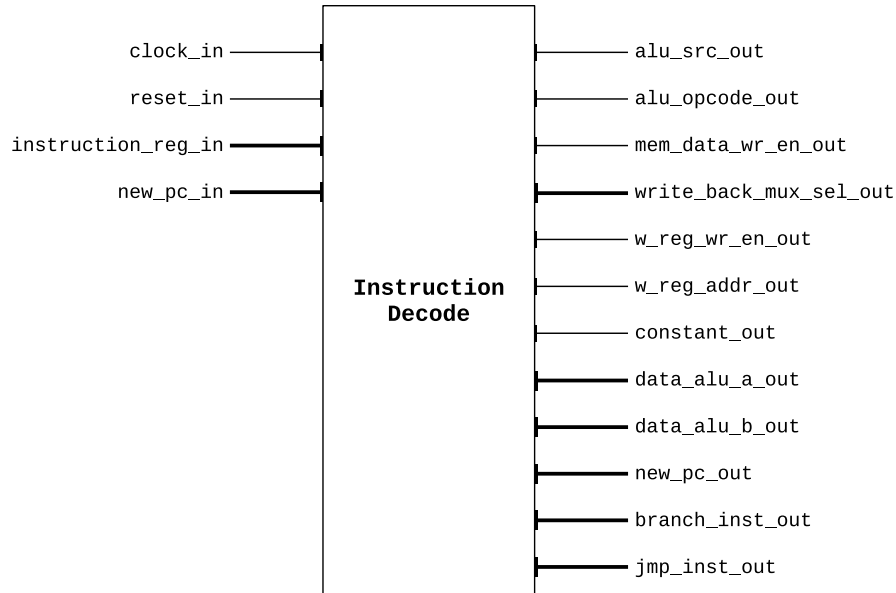 clock_in
reset_in
instruction_reg_in
new_pc_in
Instruction
Decode
alu_src_out
alu_opcode_out
mem_data_wr_en_out
write_back_mux_sel_out
w_reg_wr_en_out
w_reg_addr_out
constant_out
data_alu_a_out
data_alu_b_out
new_pc_out
branch_inst_out
jmp_inst_out